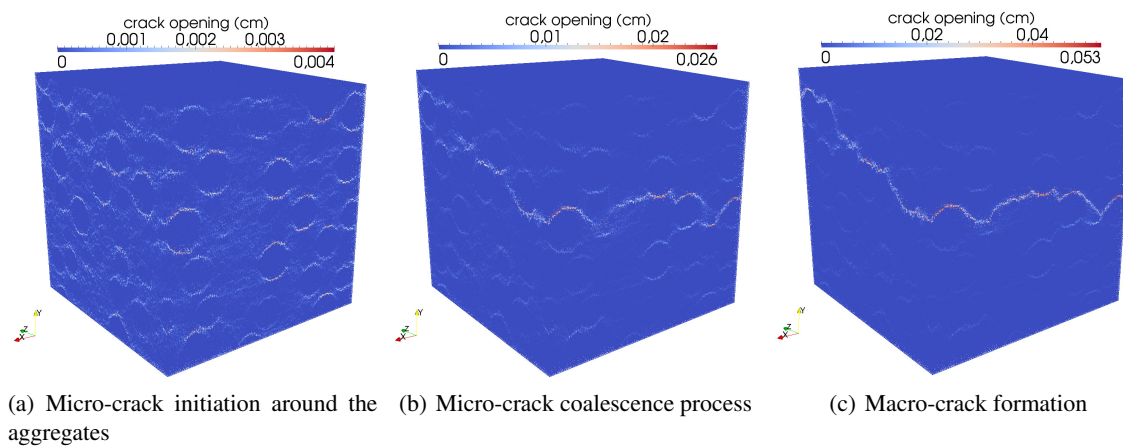 crack opening (cm)
0,001 0,002 0,003
0 0,004
Y
Z
X
crack opening (cm)
0,01 0,02
0 0,026
Y
Z
X
crack opening (cm)
0,02 0,04
0 0,053
Y
Z
X
(a) Micro-crack initiation around the
aggregates
(b) Micro-crack coalescence process
(c) Macro-crack formation